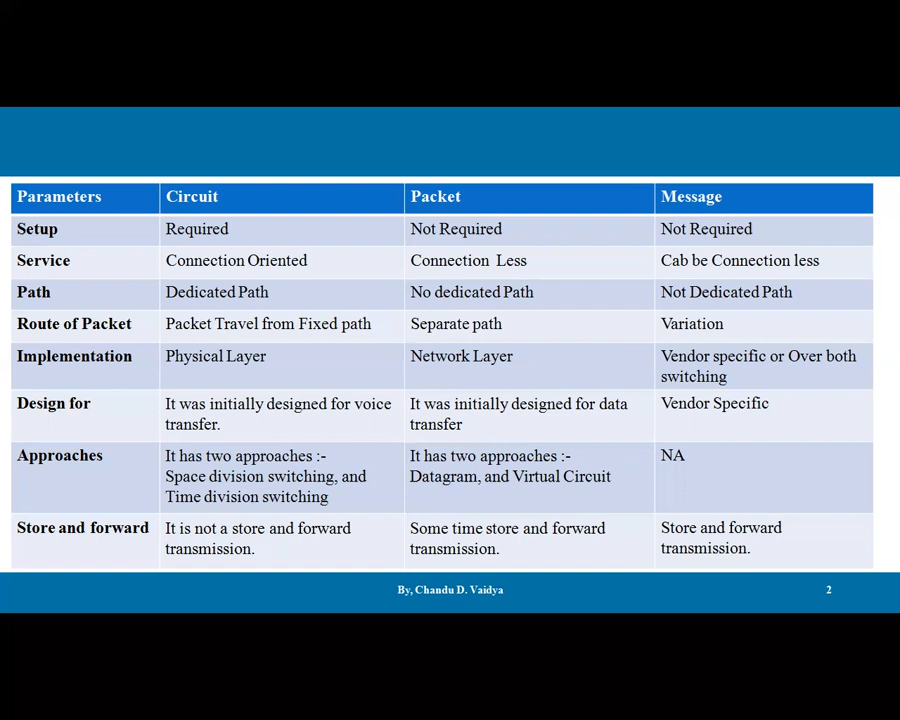 Parameters Circuit Packet Message
Setup Required Not Required Not Required
Service Connection Oriented Connection Less Cab be Connection less
Path Dedicated Path No dedicated Path Not Dedicated Path
Route of Packet Packet Travel from Fixed path Separate path Variation
Implementation Physical Layer Network Layer Vendor specific or Over both
switching
Design for It was initially designed for voice It was initially designed for data Vendor Specific
transfer. transfer
Approaches It has two approaches :- It has two approaches :- NA
Space division switching, and Datagram, and Virtual Circuit
Time division switching
Store and forward It is not a store and forward Some time store and forward Store and forward
transmission. transmission. transmission.
By, Chandu D. Vaidya 2